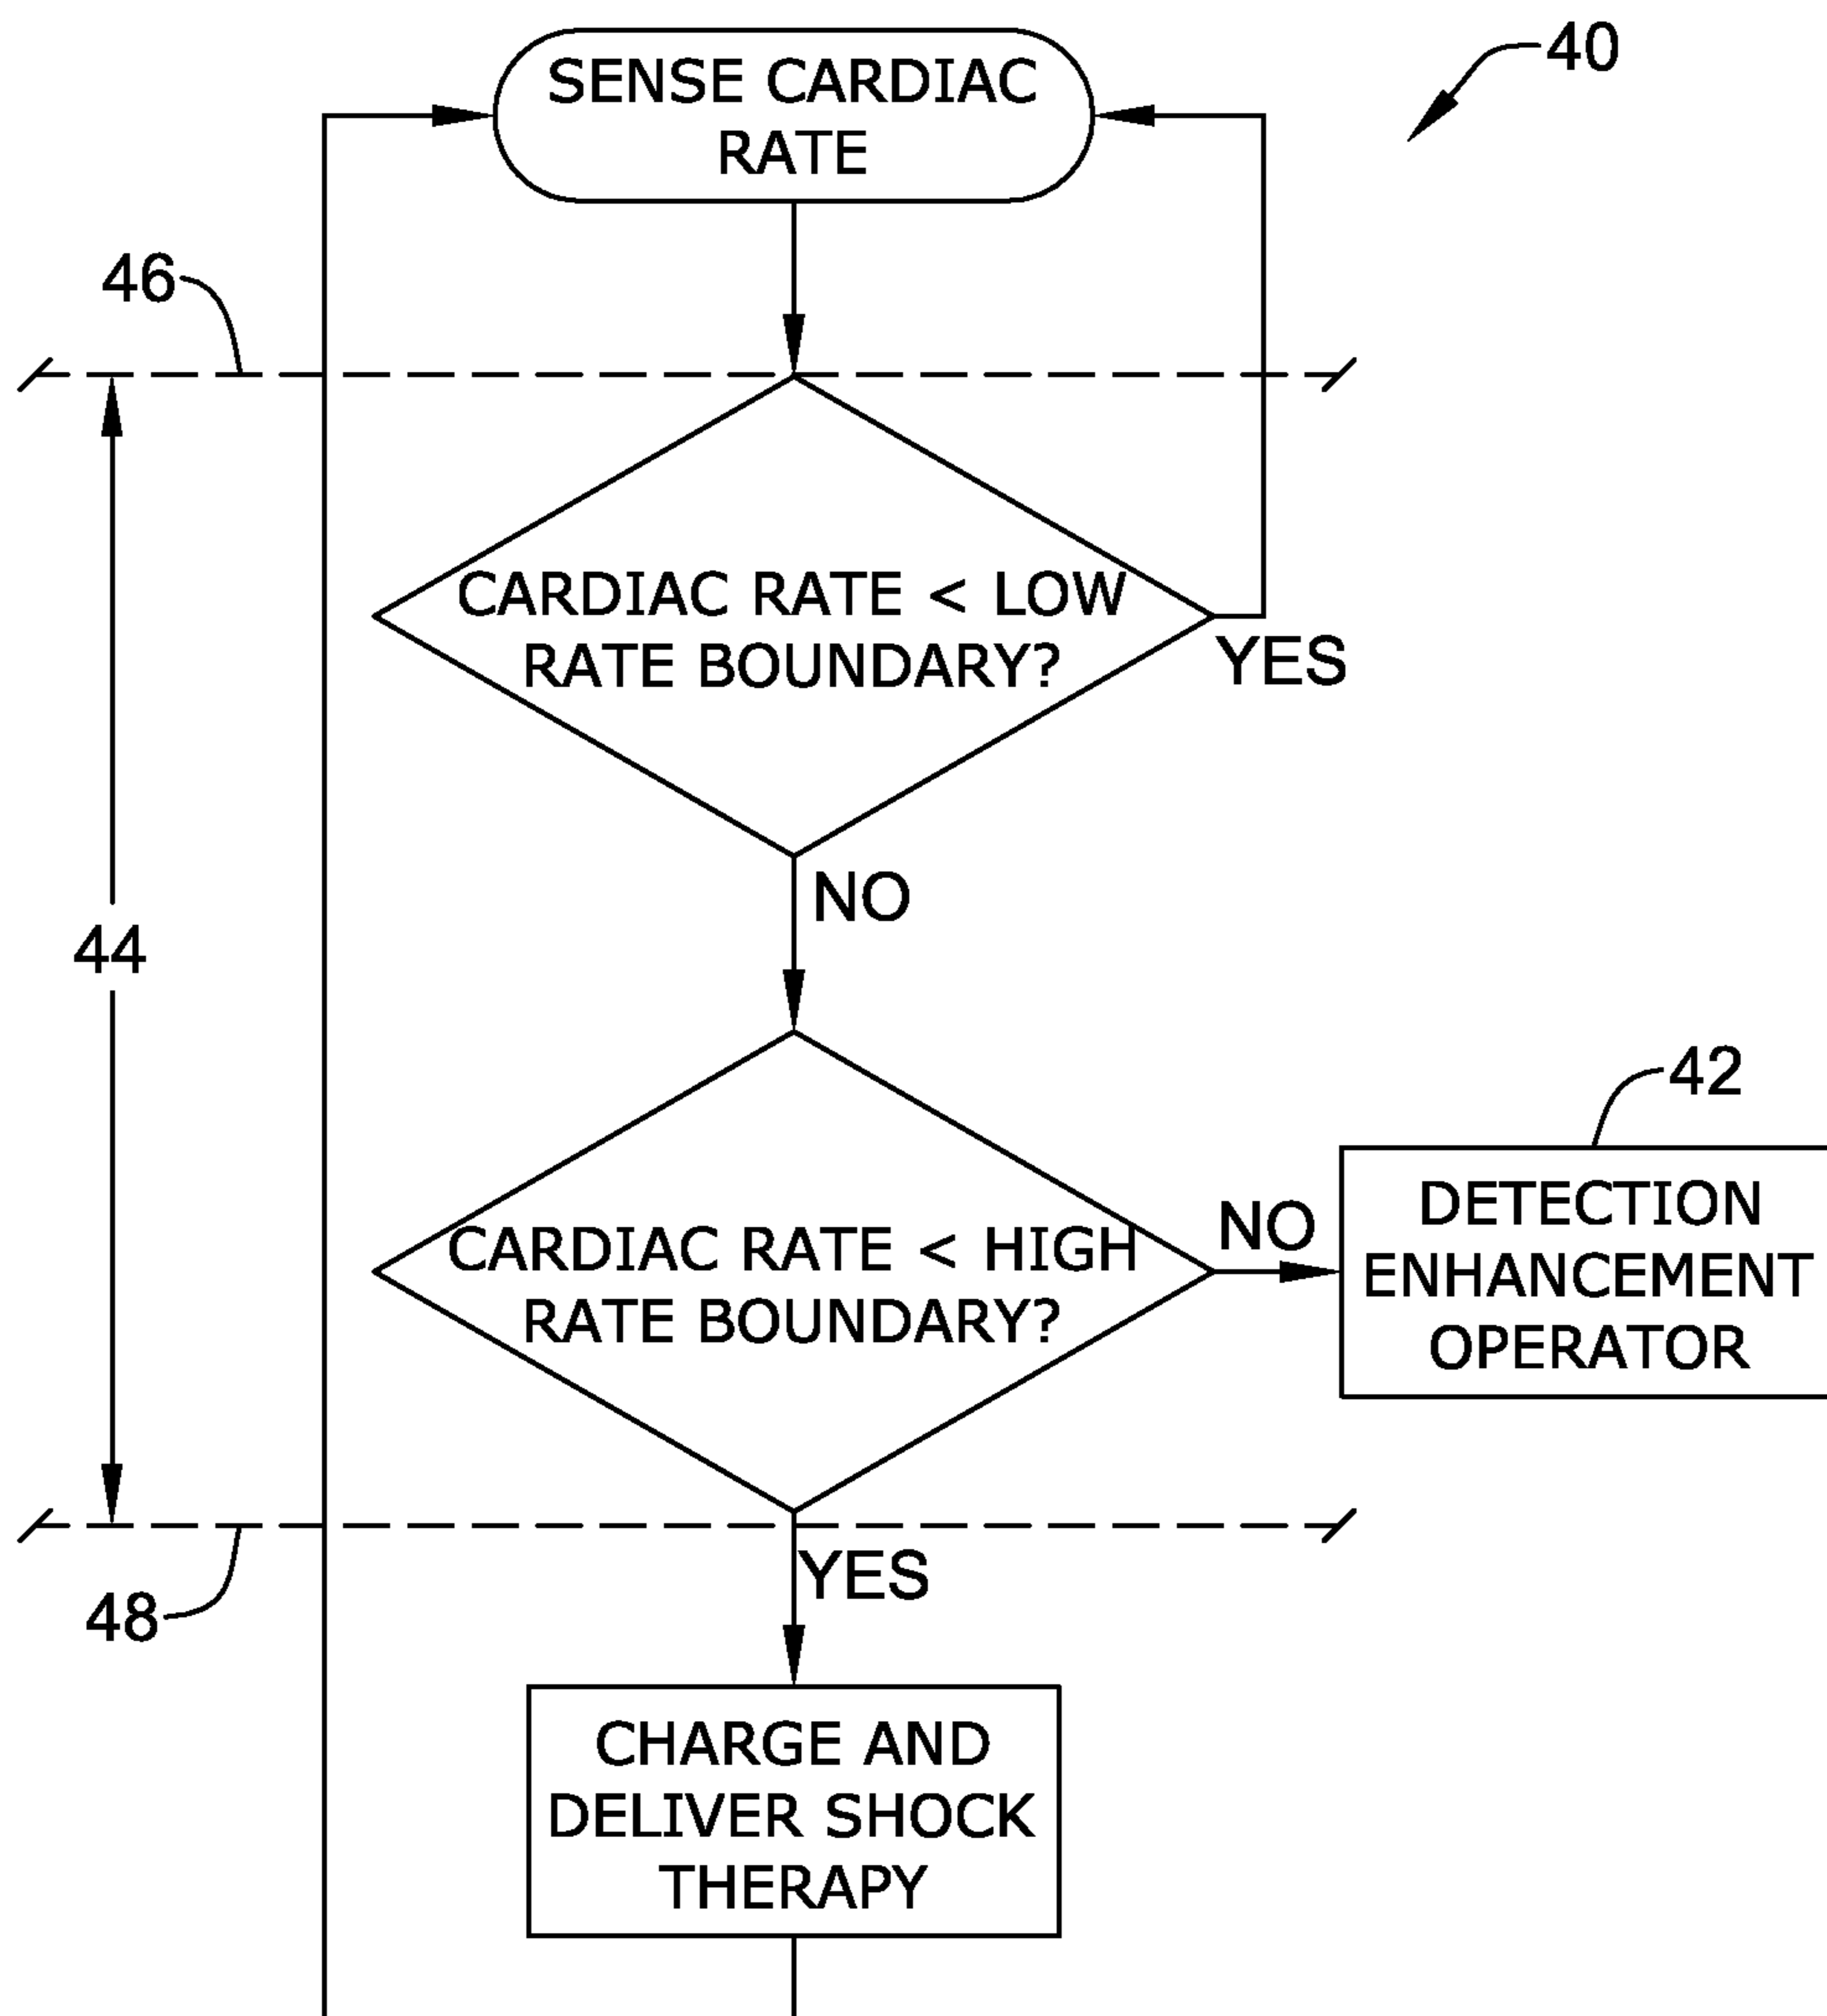 40
SENSE CARDIAC
RATE
46
CARDIAC RATE < LOW
RATE BOUNDARY?
YES
NO
44
42
DETECTION
ENHANCEMENT
OPERATOR
NO
CARDIAC RATE < HIGH
RATE BOUNDARY?
YES
48
CHARGE AND
DELIVER SHOCK
THERAPY